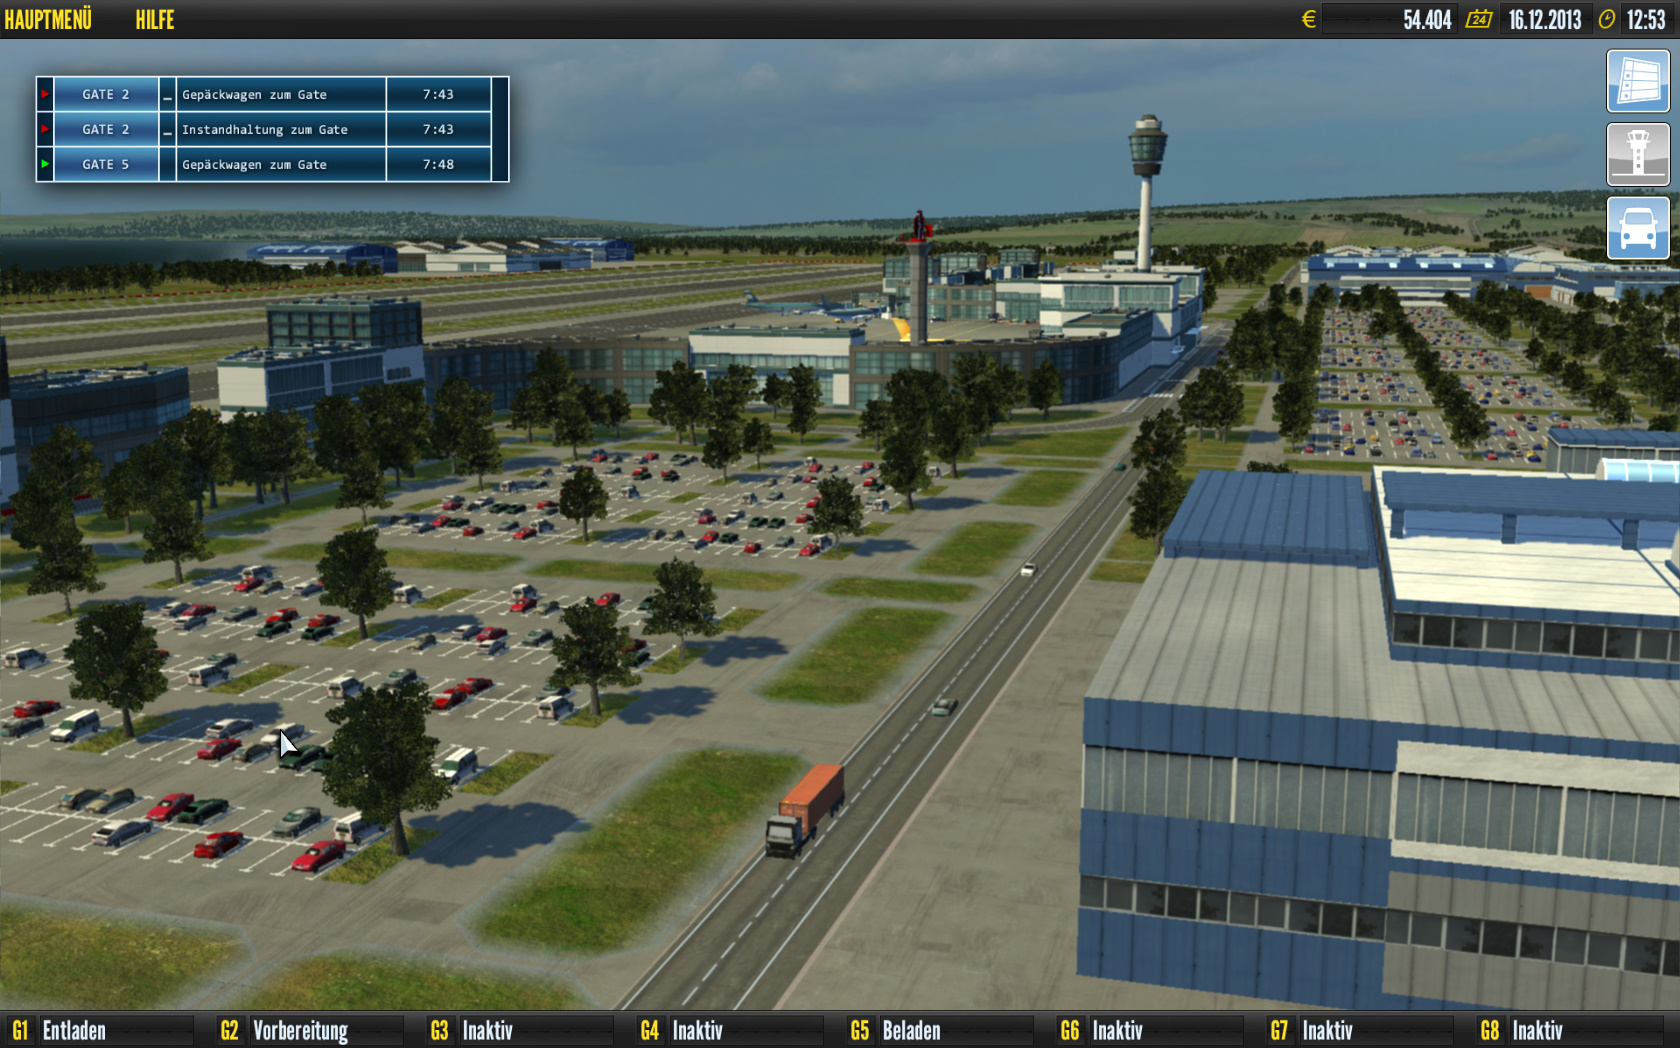 HAUPTMENÜ HILFE € 54.404 24 16.12.2013 12:53
GATE 2 _ Gepäckwagen zum Gate 7:43
GATE 2 _ Instandhaltung zum Gate 7:43
GATE 5 Gepäckwagen zum Gate 7:48
G1 Entladen G2 Vorbereitung G3 Inaktiv G4 Inaktiv G5 Beladen G6 Inaktiv G7 Inaktiv G8 Inaktiv